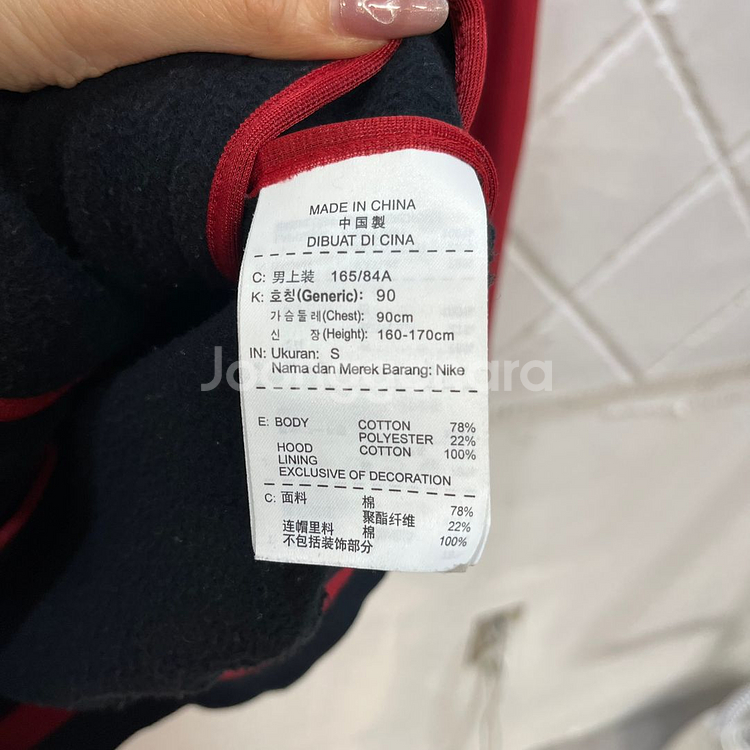 MADE IN CHINA
中国製
DIBUAT DI CINA
C: 男上装 165/84A
K: 호칭(Generic): 90
가슴둘레(Chest): 90cm
신 장(Height): 160-170cm
IN: Ukuran: S
Nama dan Merek Barang: Nike
E: BODY COTTON 78%
POLYESTER 22%
HOOD COTTON 100%
LINING
EXCLUSIVE OF DECORATION
C: 面料 棉 78%
聚酯纤维 22%
连帽里料 棉 100%
不包括装饰部分